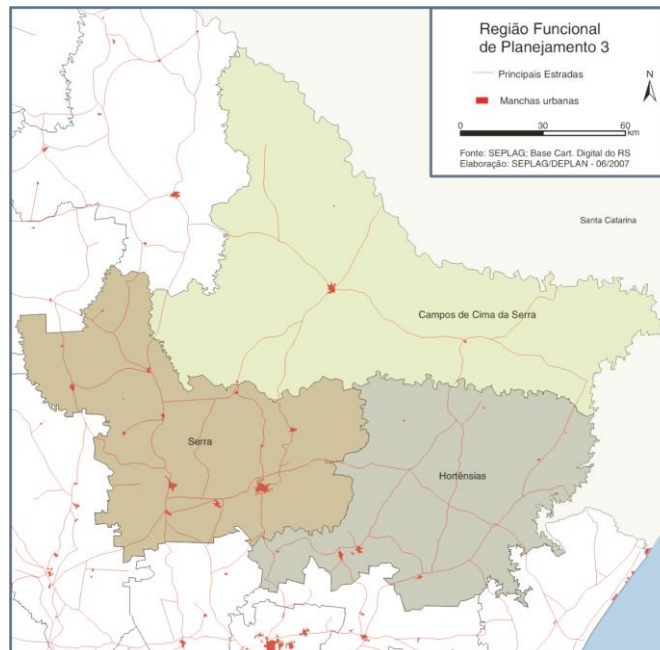 Região Funcional
de Planejamento 3
Principais Estradas
Manchas urbanas
N
0 30 60
km
Fonte: SEPLAG; Base Cart. Digital do RS
Elaboração: SEPLAG/DEPLAN - 06/2007
Santa Catarina
Campos de Cima da Serra
Serra
Hortênsias